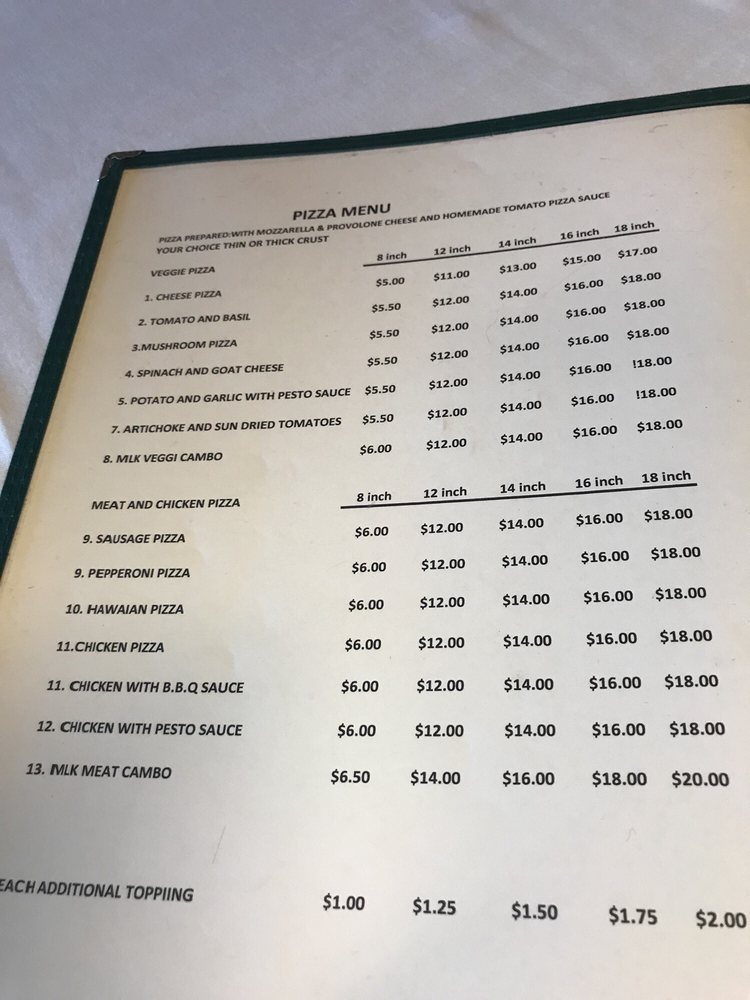 PIZZA MENU
PIZZA PREPARED:WITH MOZZARELLA & PROVOLONE CHEESE AND HOMEMADE TOMATO PIZZA SAUCE
YOUR CHOICE THIN OR THICK CRUST
VEGGIE PIZZA 8 inch 12 inch 14 inch 16 inch 18 inch
1. CHEESE PIZZA $5.00 $11.00 $13.00 $15.00 $17.00
2. TOMATO AND BASIL $5.50 $12.00 $14.00 $16.00 $18.00
3.MUSHROOM PIZZA $5.50 $12.00 $14.00 $16.00 $18.00
4. SPINACH AND GOAT CHEESE $5.50 $12.00 $14.00 $16.00 $18.00
5. POTATO AND GARLIC WITH PESTO SAUCE $5.50 $12.00 $14.00 $16.00 !18.00
7. ARTICHOKE AND SUN DRIED TOMATOES $5.50 $12.00 $14.00 $16.00 !18.00
8. MLK VEGGI CAMBO $6.00 $12.00 $14.00 $16.00 $18.00
MEAT AND CHICKEN PIZZA 8 inch 12 inch 14 inch 16 inch 18 inch
9. SAUSAGE PIZZA $6.00 $12.00 $14.00 $16.00 $18.00
9. PEPPERONI PIZZA $6.00 $12.00 $14.00 $16.00 $18.00
10. HAWAIAN PIZZA $6.00 $12.00 $14.00 $16.00 $18.00
11.CHICKEN PIZZA $6.00 $12.00 $14.00 $16.00 $18.00
11. CHICKEN WITH B.B.Q SAUCE $6.00 $12.00 $14.00 $16.00 $18.00
12. CHICKEN WITH PESTO SAUCE $6.00 $12.00 $14.00 $16.00 $18.00
13. MLK MEAT CAMBO $6.50 $14.00 $16.00 $18.00 $20.00
EACH ADDITIONAL TOPPIING $1.00 $1.25 $1.50 $1.75 $2.00